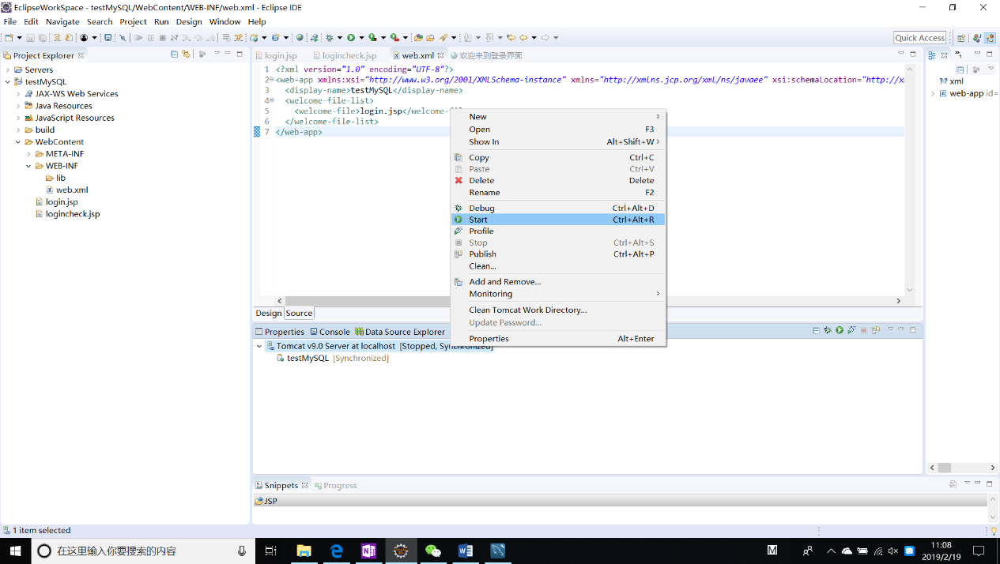 EclipseWorkSpace - testMySQL/WebContent/WEB-INF/web.xml - Eclipse IDE
File Edit Navigate Search Project Run Design Window Help
Quick Access
Project Explorer
Servers
testMySQL
JAX-WS Web Services
Java Resources
JavaScript Resources
build
WebContent
META-INF
WEB-INF
lib
web.xml
login.jsp
logincheck.jsp
login.jsp logincheck.jsp web.xml 欢迎来到登录界面
1 <?xml version="1.0" encoding="UTF-8"?>
2 <web-app xmlns:xsi="http://www.w3.org/2001/XMLSchema-instance" xmlns="http://xmlns.jcp.org/xml/ns/javaee" xsi:schemaLocation="http://x
3 <display-name>testMySQL</display-name>
4 <welcome-file-list>
5 <welcome-file>login.jsp</welcome-
6 </welcome-file-list>
7 </web-app>
New
Open F3
Show In Alt+Shift+W
Copy Ctrl+C
Paste Ctrl+V
Delete Delete
Rename F2
Debug Ctrl+Alt+D
Start Ctrl+Alt+R
Profile
Stop Ctrl+Alt+S
Publish Ctrl+Alt+P
Clean...
Add and Remove...
Monitoring
Clean Tomcat Work Directory...
Update Password...
Properties Alt+Enter
Design Source
Properties Console Data Source Explorer
Tomcat v9.0 Server at localhost [Stopped, Synchronized]
testMySQL [Synchronized]
Snippets Progress
JSP
?-? xml
web-app id=
1 item selected
在这里输入你要搜索的内容
11:08
2019/2/19